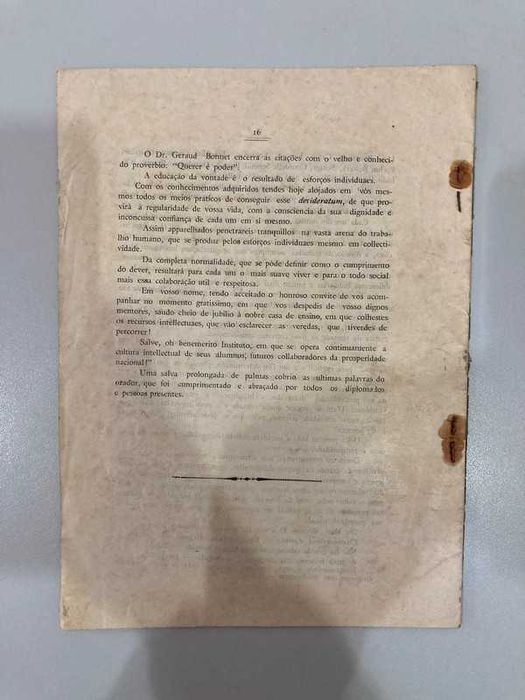 16
O Dr. Geraud Bonnet encerra as citações com o velho e conheci-
do proverbio: "Querer é poder".
A educação da vontade é o resultado de esforços individuaes.
Com os conhecimentos adquiridos tendes hoje alojados em vós mes-
mos todos os meios praticos de conseguir esse desideratum, de que pro-
virá a regularidade de vossa vida, com a consciencia da sua dignidade e
inconcussa confiança de cada um em si mesmo.
Assim apparelhados penetrareis tranquillos na vasta arena do traba-
lho humano, que se produz pelos esforços individuaes mesmo em collecti-
vidade.
Da completa normalidade, que se póde definir como o cumprimento
do dever, resultará para cada um o mais suave viver e para o todo social
mais essa colaboração util e respeitosa.
Em vosso nome, tendo acceitado o honroso convite de vos acom-
panhar no momento gratissimo, em que vos despedis de vossos dignos
mentores, saúdo cheio de jubilo á nobre casa de ensino, em que colhestes
os recursos intellectuaes, que vão esclarecer as veredas, que tiverdes de
percorrer!
Salve, oh benemerito Instituto, em que se opera continuamente a
cultura intellectual de seus alumnos, futuros collaboradores da prosperidade
nacional!"
Uma salva prolongada de palmas cobrio as ultimas palavras do
orador, que foi cumprimentado e abraçado por todos os diplomados
e pessoas presentes.